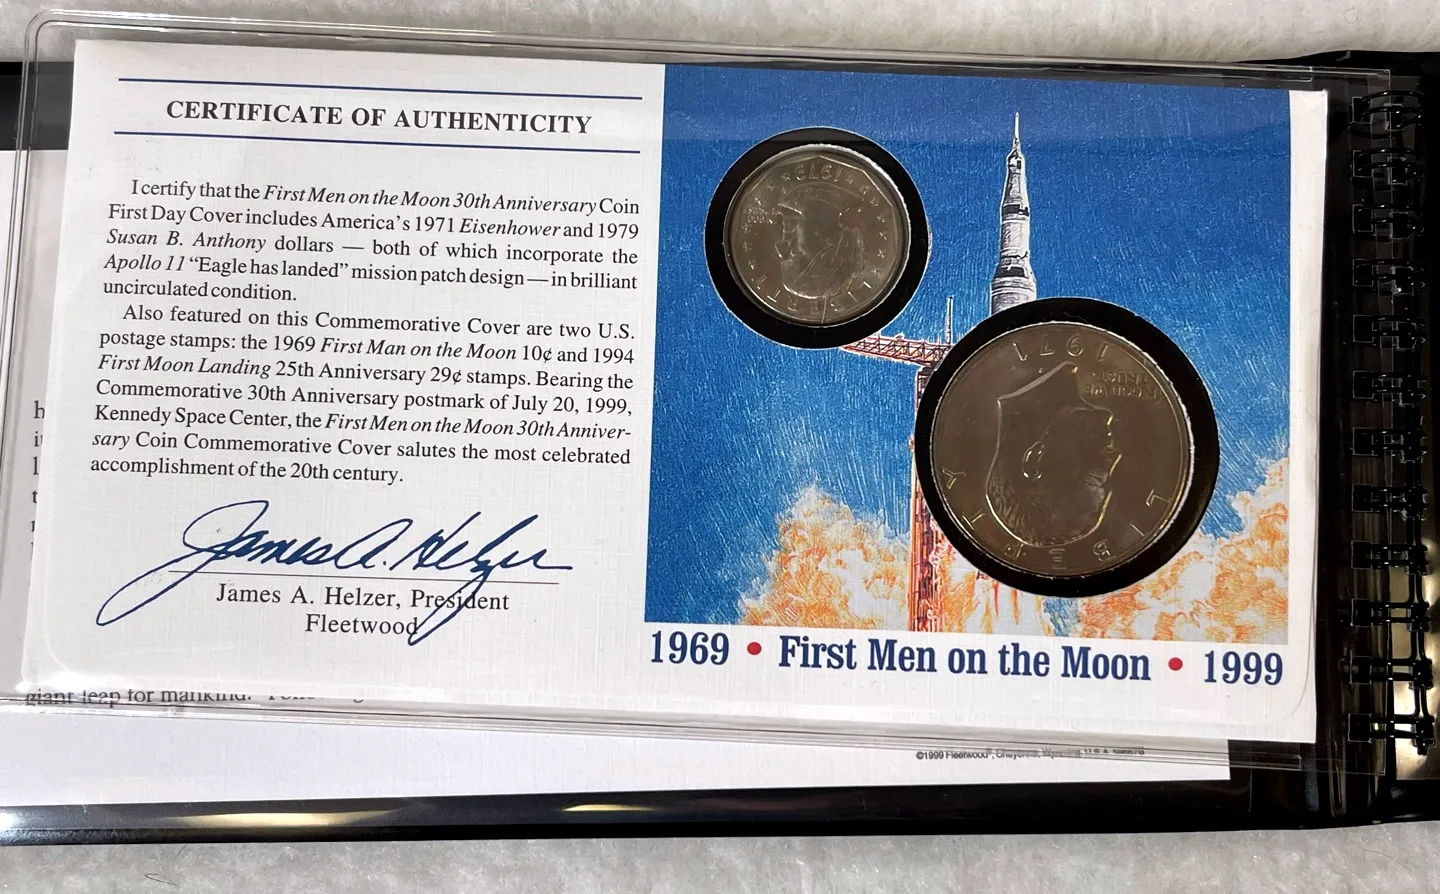 CERTIFICATE OF AUTHENTICITY
I certify that the First Men on the Moon 30th Anniversary Coin
First Day Cover includes America's 1971 Eisenhower and 1979
Susan B. Anthony dollars — both of which incorporate the
Apollo 11 “Eagle has landed” mission patch design — in brilliant
uncirculated condition.
Also featured on this Commemorative Cover are two U.S.
postage stamps: the 1969 First Man on the Moon 10¢ and 1994
First Moon Landing 25th Anniversary 29¢ stamps. Bearing the
Commemorative 30th Anniversary postmark of July 20, 1999,
Kennedy Space Center, the First Men on the Moon 30th Anniver-
sary Coin Commemorative Cover salutes the most celebrated
accomplishment of the 20th century.
James A. Helzer
James A. Helzer, President
Fleetwood
1979
LIBERTY
1971
LIBERTY
1969 • First Men on the Moon • 1999
giant leap for mankind.
©1999 Fleetwood®, Cheyenne, Wyoming, U.S.A.